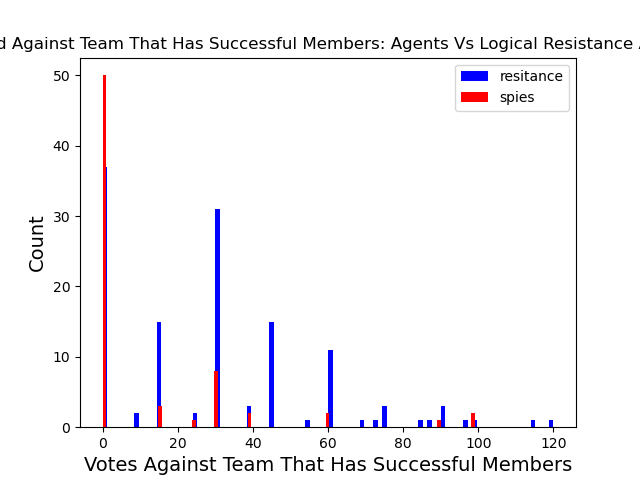 d Against Team That Has Successful Members: Agents Vs Logical Resistance
resitance
spies
Count
50
40
30
20
10
0
0 20 40 60 80 100 120
Votes Against Team That Has Successful Members